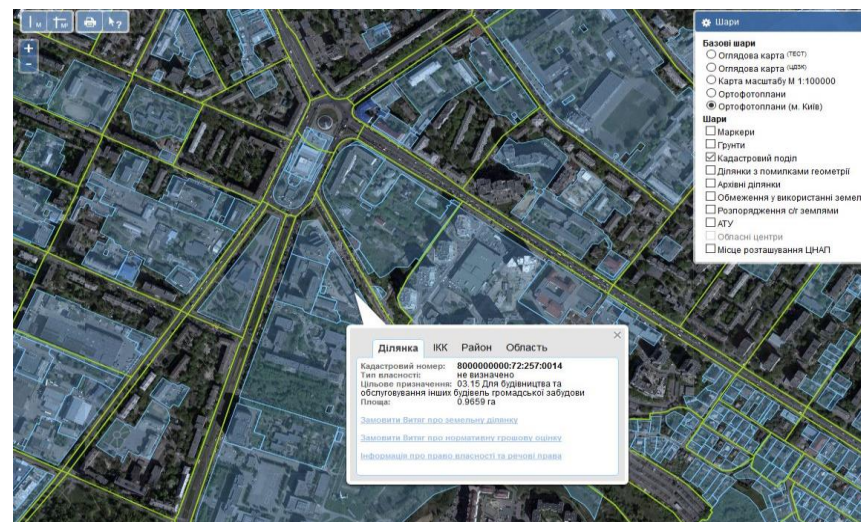 м
м²
?
+
-
Шари
Базові шари
Оглядова карта (ТЕСТ)
Оглядова карта (ЦДЗК)
Карта масштабу М 1:100000
Ортофотоплани
Ортофотоплани (м. Київ)
Шари
Маркери
Грунти
Кадастровий поділ
Ділянки з помилками геометрії
Архівні ділянки
Обмеження у використанні земел
Розпорядження с/г землями
АТУ
Обласні центри
Місце розташування ЦНАП
Ділянка ІКК Район Область
Кадастровий номер: 8000000000:72:257:0014
Тип власності: не визначено
Цільове призначення: 03.15 Для будівництва та
обслуговування інших будівель громадської забудови
Площа: 0.9659 га
Замовити Витяг про земельну ділянку
Замовити Витяг про нормативну грошову оцінку
Інформація про право власності та речові права